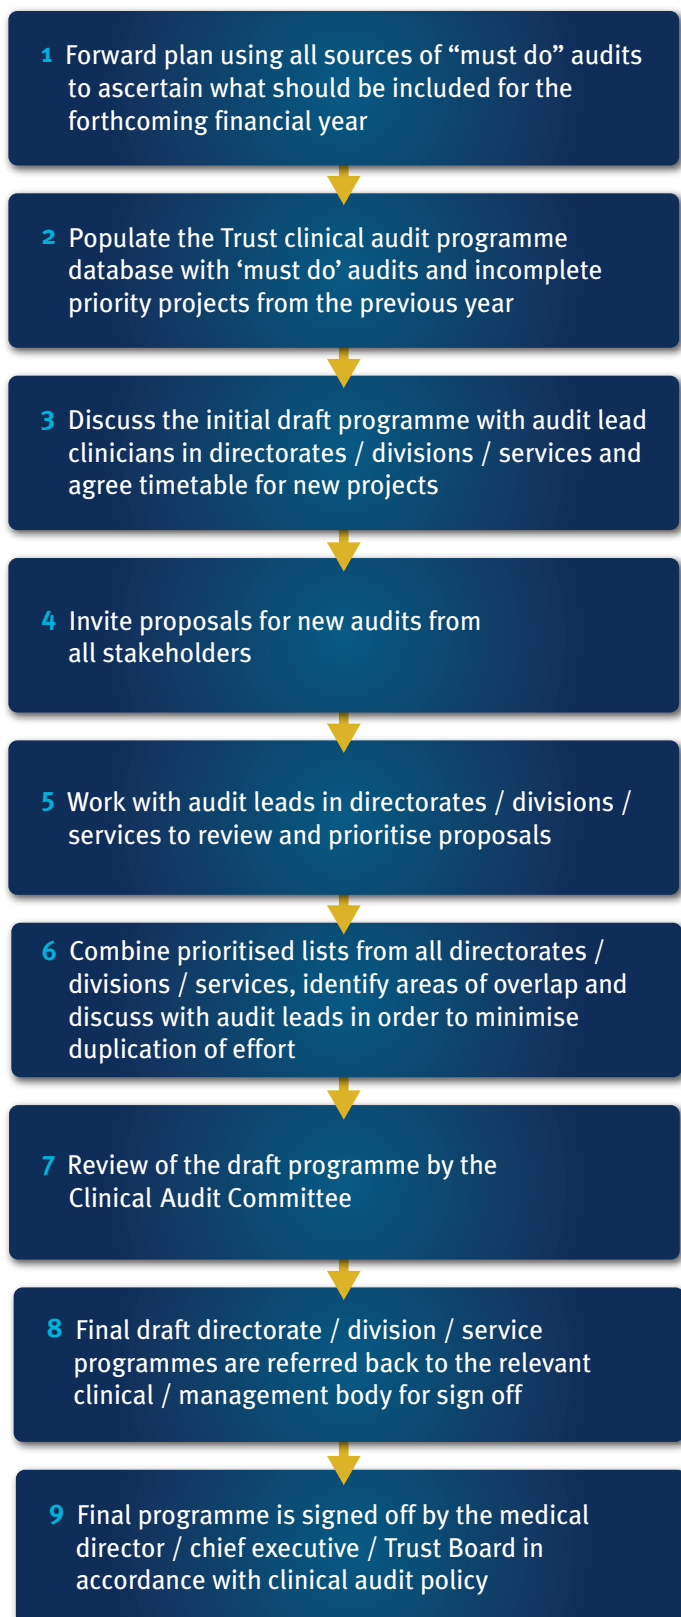 1 Forward plan using all sources of “must do” audits
to ascertain what should be included for the
forthcoming financial year
2 Populate the Trust clinical audit programme
database with ‘must do’ audits and incomplete
priority projects from the previous year
3 Discuss the initial draft programme with audit lead
clinicians in directorates / divisions / services and
agree timetable for new projects
4 Invite proposals for new audits from
all stakeholders
5 Work with audit leads in directorates / divisions /
services to review and prioritise proposals
6 Combine prioritised lists from all directorates /
divisions / services, identify areas of overlap and
discuss with audit leads in order to minimise
duplication of effort
7 Review of the draft programme by the
Clinical Audit Committee
8 Final draft directorate / division / service
programmes are referred back to the relevant
clinical / management body for sign off
9 Final programme is signed off by the medical
director / chief executive / Trust Board in
accordance with clinical audit policy